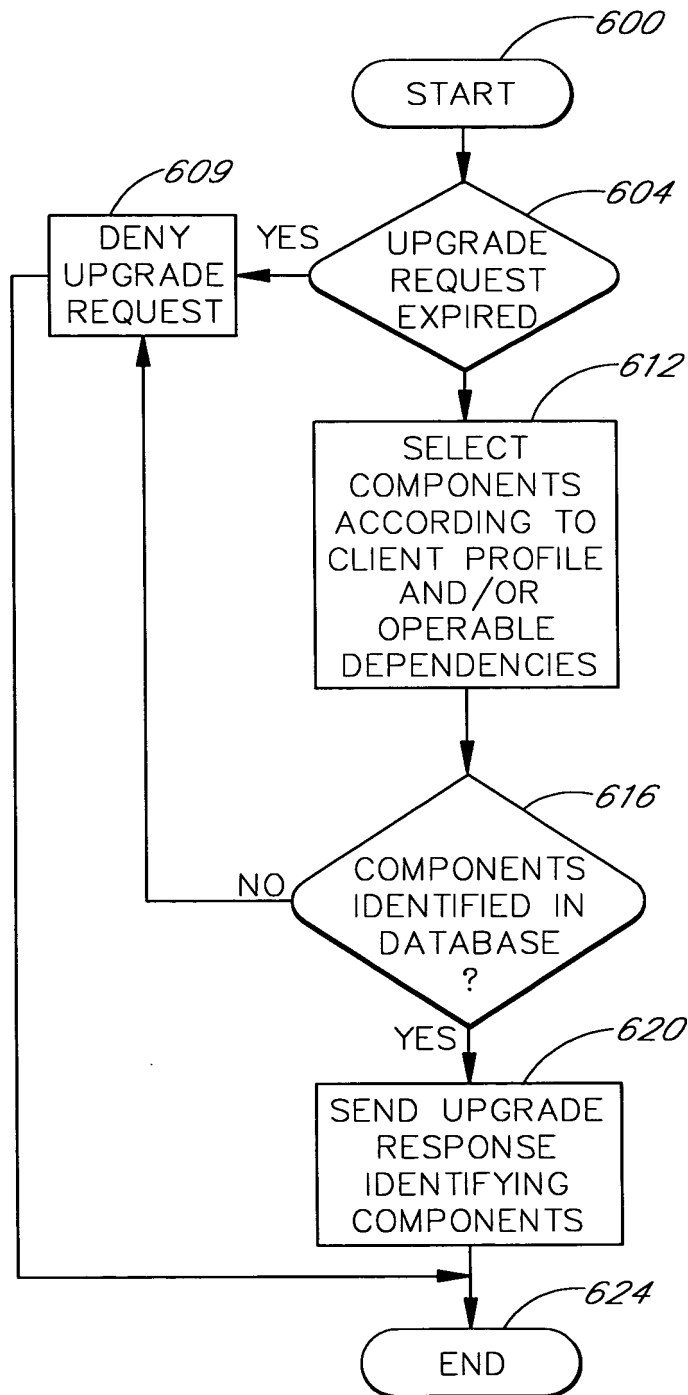 600
START
609
604
DENY
UPGRADE
REQUEST
YES
UPGRADE
REQUEST
EXPIRED
612
SELECT
COMPONENTS
ACCORDING TO
CLIENT PROFILE
AND/OR
OPERABLE
DEPENDENCIES
616
NO
COMPONENTS
IDENTIFIED IN
DATABASE
?
YES
620
SEND UPGRADE
RESPONSE
IDENTIFYING
COMPONENTS
624
END